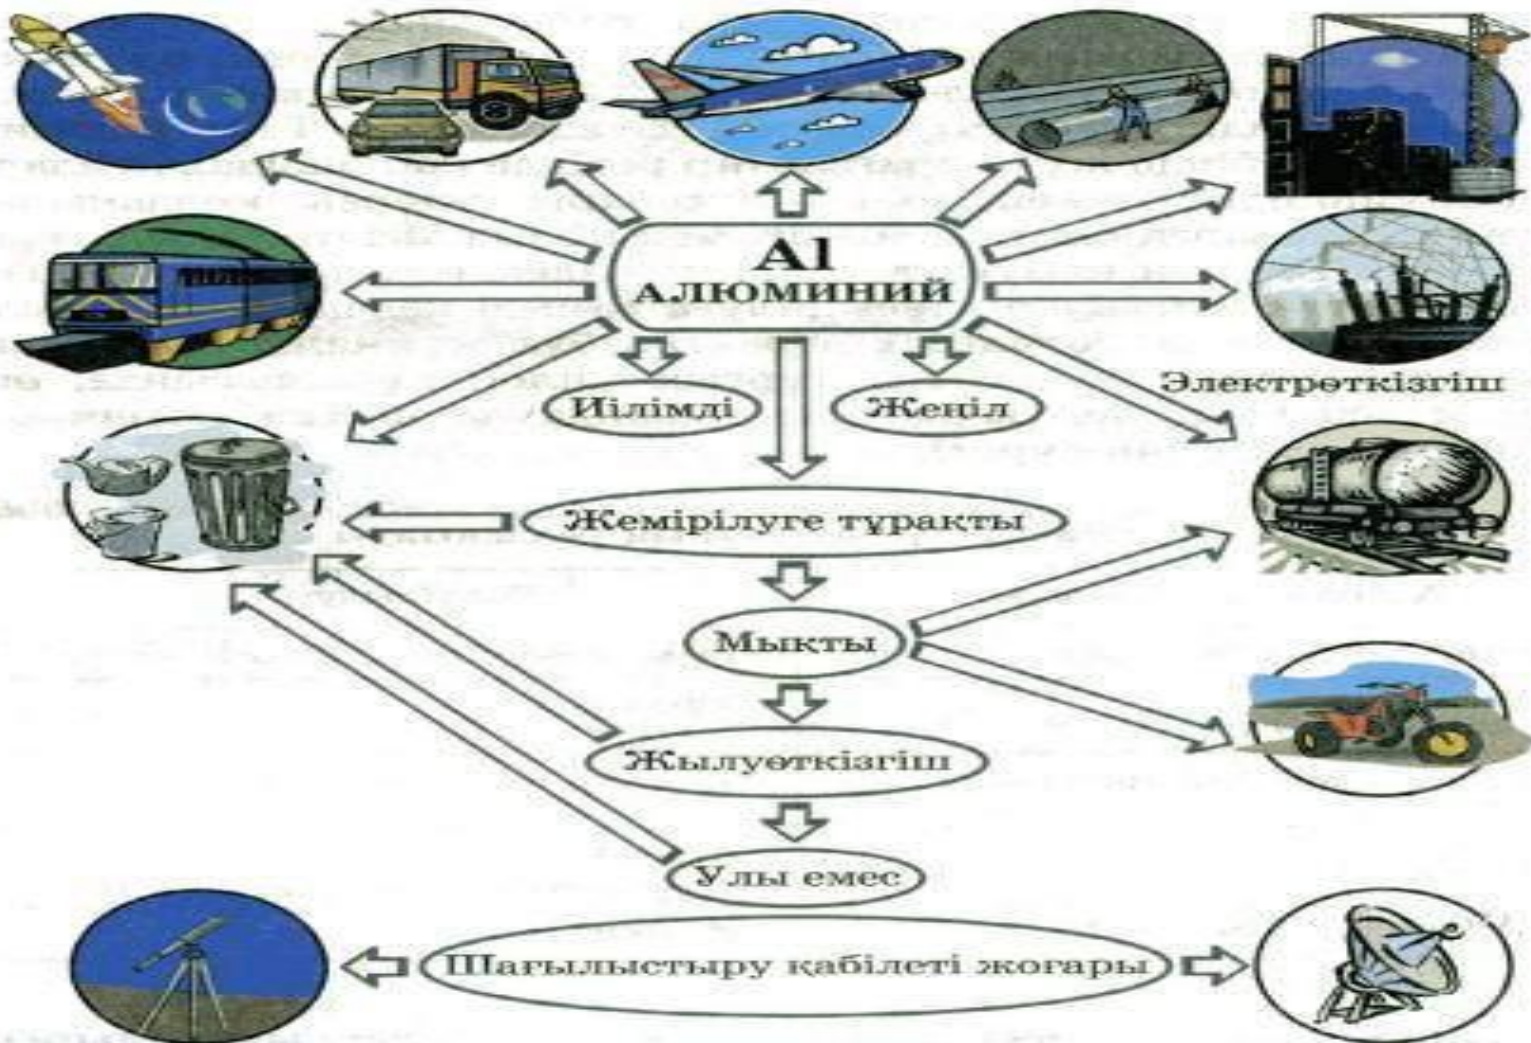 Al
АЛЮМИНИЙ
Электрөткізгіш
Иілімді
Жеңіл
Жемірілуге тұрақты
Мықты
Жылуөткізгіш
Улы емес
Шағылыстыру қабілеті жоғары